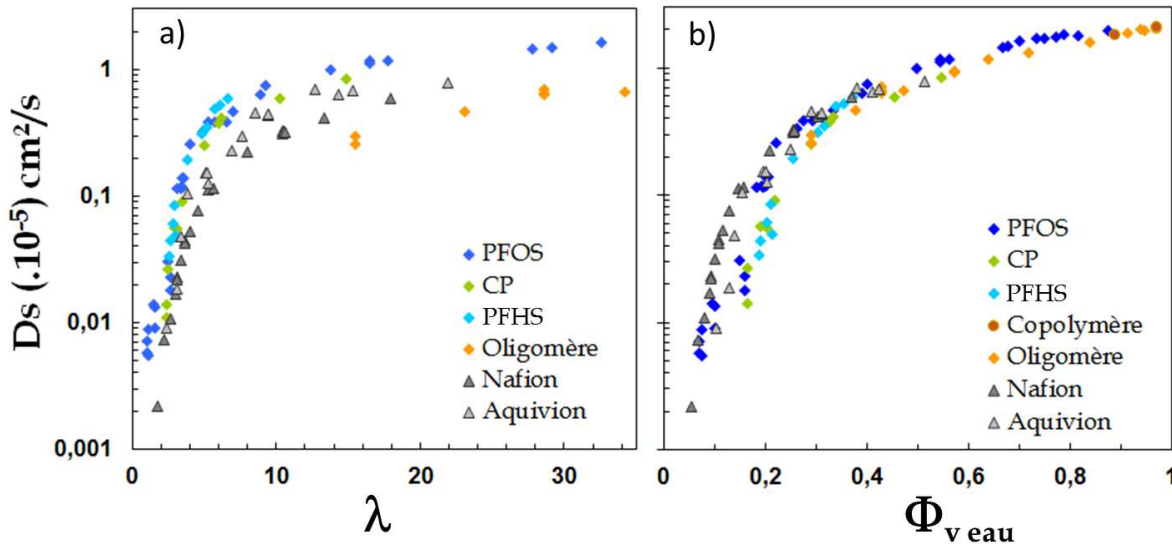 a)
b)
Ds (.10⁻⁵) cm²/s
1
0,1
0,01
0,001
PFOS
CP
PFHS
Oligomère
Nafion
Aquivion
0
10
20
30
λ
PFOS
CP
PFHS
Copolymère
Oligomère
Nafion
Aquivion
0
0,2
0,4
0,6
0,8
1
Φv eau